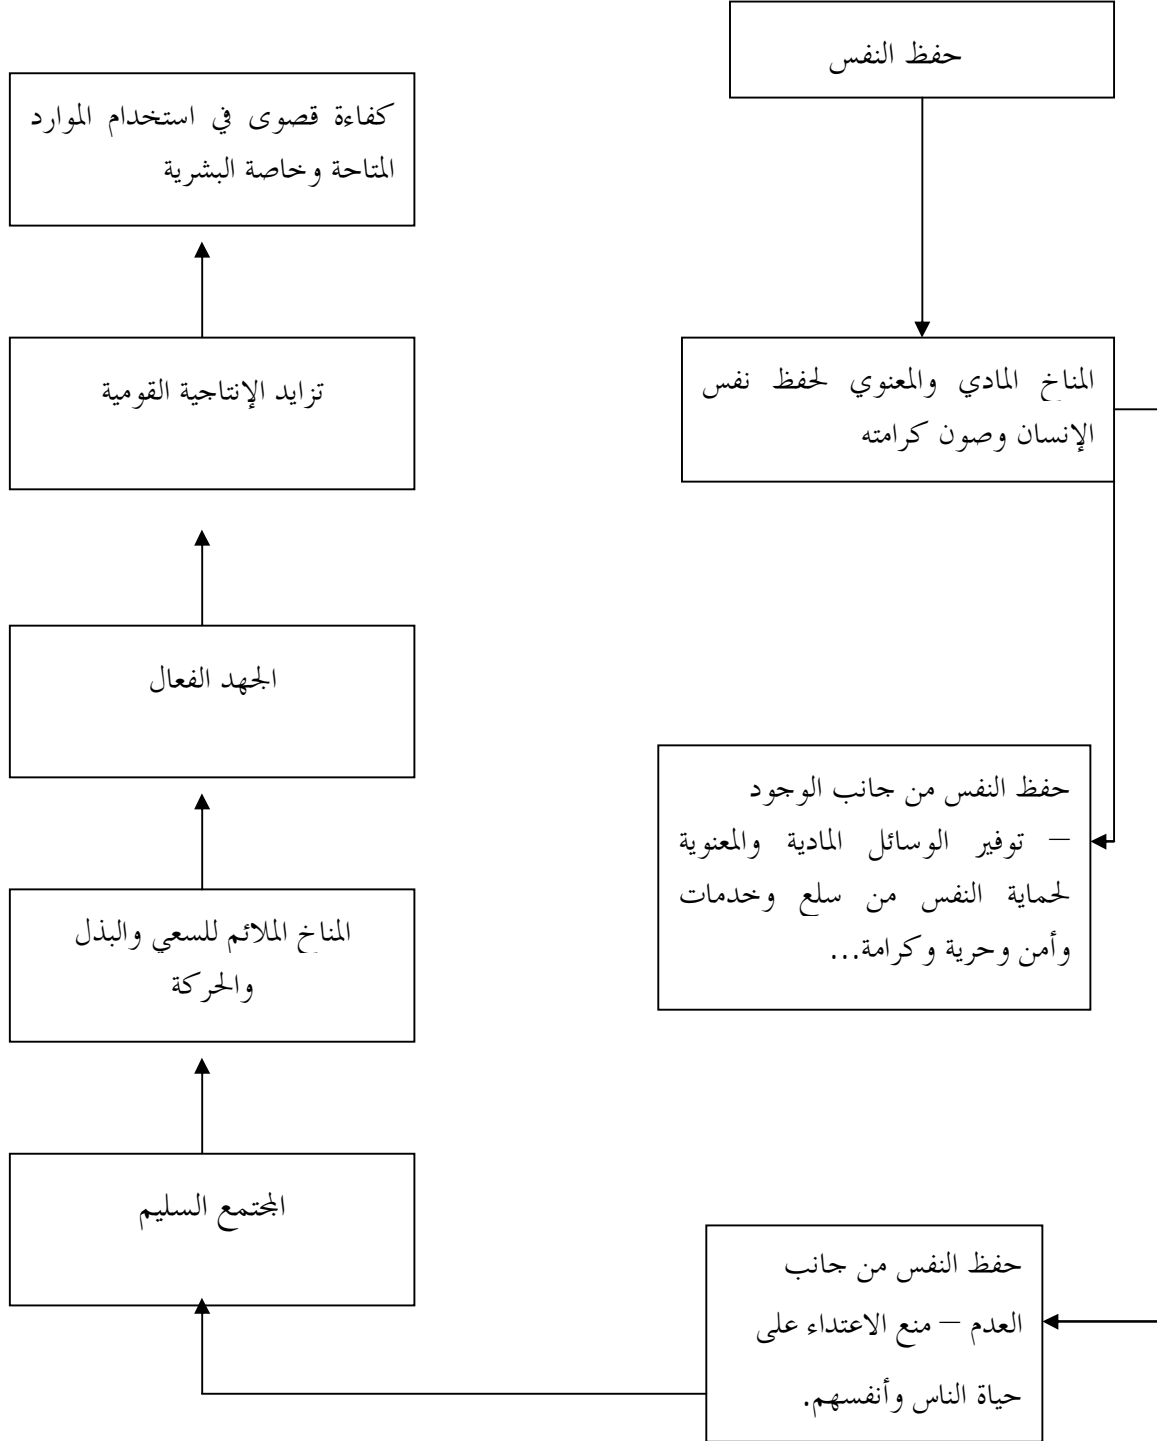 حفظ النفس
المناخ المادي والمعنوي لحفظ نفس
الإنسان وصون كرامته
حفظ النفس من جانب الوجود
– توفير الوسائل المادية والمعنوية
لحماية النفس من سلع وخدمات
وأمن وحرية وكرامة...
حفظ النفس من جانب
العدم – منع الاعتداء على
حياة الناس وأنفسهم.
كفاءة قصوى في استخدام الموارد
المتاحة وخاصة البشرية
تزايد الإنتاجية القومية
الجهد الفعال
المناخ الملائم للسعي والبذل
والحركة
المجتمع السليم